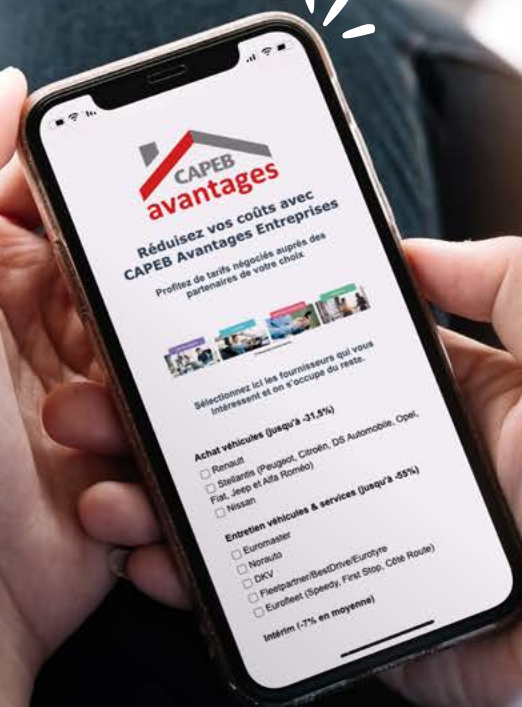 CAPEB
avantages
Réduisez vos coûts avec
CAPEB Avantages Entreprises
Profitez de tarifs négociés auprès des
partenaires de votre choix
Sélectionnez ici les fournisseurs qui vous
intéressent et on s'occupe du reste.
Achat véhicules (jusqu'à -31,5%)
Renault
Stellantis (Peugeot, Citroën, DS Automobile, Opel,
Fiat, Jeep et Alfa Roméo)
Nissan
Entretien véhicules & services (jusqu'à -55%)
Euromaster
Norauto
DKV
Fleetpartner/BestDrive/Eurotyre
Eurofleet (Speedy, First Stop, Côté Route)
Intérim (-7% en moyenne)